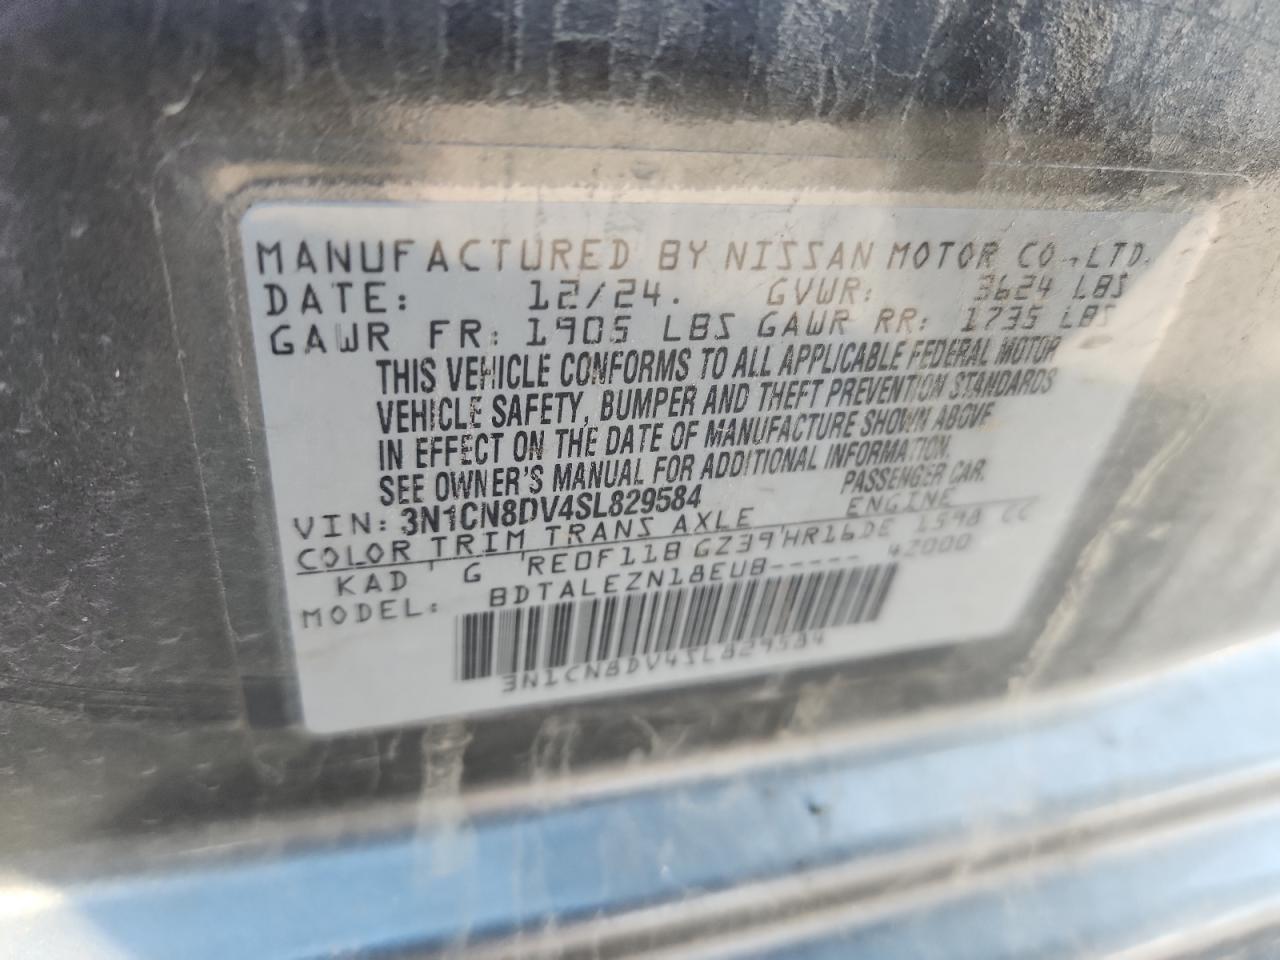 MANUFACTURED BY NISSAN MOTOR CO.,LTD.
DATE: 12/24. GVWR: 3624 LBS
GAWR FR: 1905 LBS GAWR RR: 1735 LBS
THIS VEHICLE CONFORMS TO ALL APPLICABLE FEDERAL MOTOR
VEHICLE SAFETY, BUMPER AND THEFT PREVENTION STANDARDS
IN EFFECT ON THE DATE OF MANUFACTURE SHOWN ABOVE.
SEE OWNER'S MANUAL FOR ADDITIONAL INFORMATION.
VIN: 3N1CN8DV4SL829584 PASSENGER CAR.
COLOR TRIM TRANS AXLE ENGINE
KAD G RE0F11B GZ39 HR16DE 1598 CC
MODEL: BDTALEZN18EUB----- 42000
3N1CN8DV4SL829584